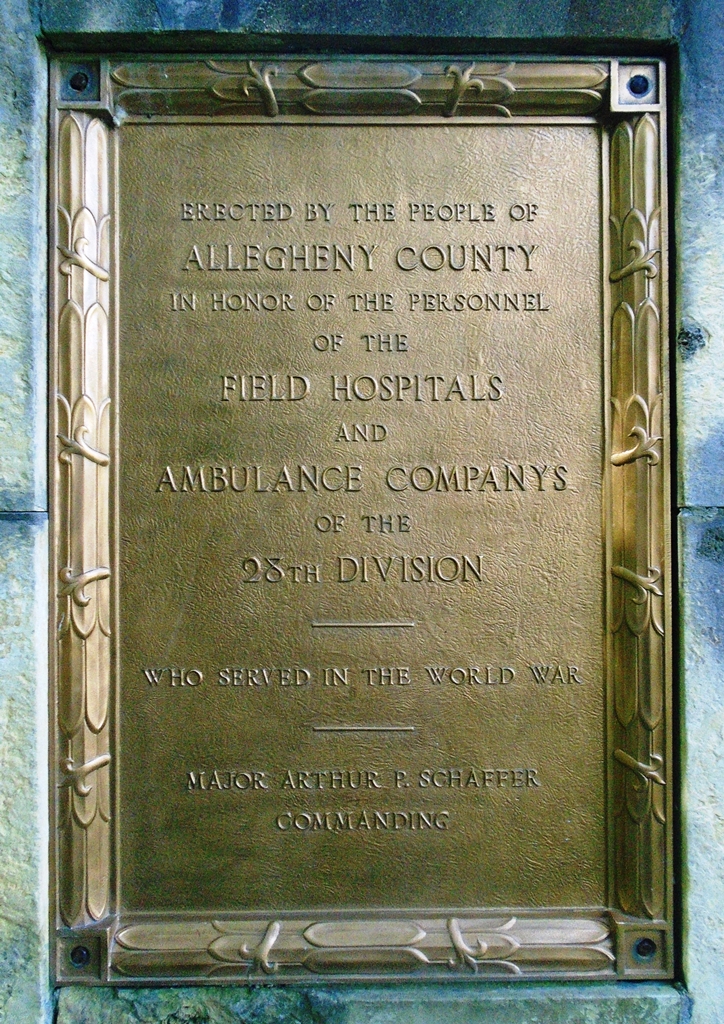 ERECTED BY THE PEOPLE OF
ALLEGHENY COUNTY
IN HONOR OF THE PERSONNEL
OF THE
FIELD HOSPITALS
AND
AMBULANCE COMPANYS
OF THE
28TH DIVISION
WHO SERVED IN THE WORLD WAR
MAJOR ARTHUR P. SCHAEFER
COMMANDING